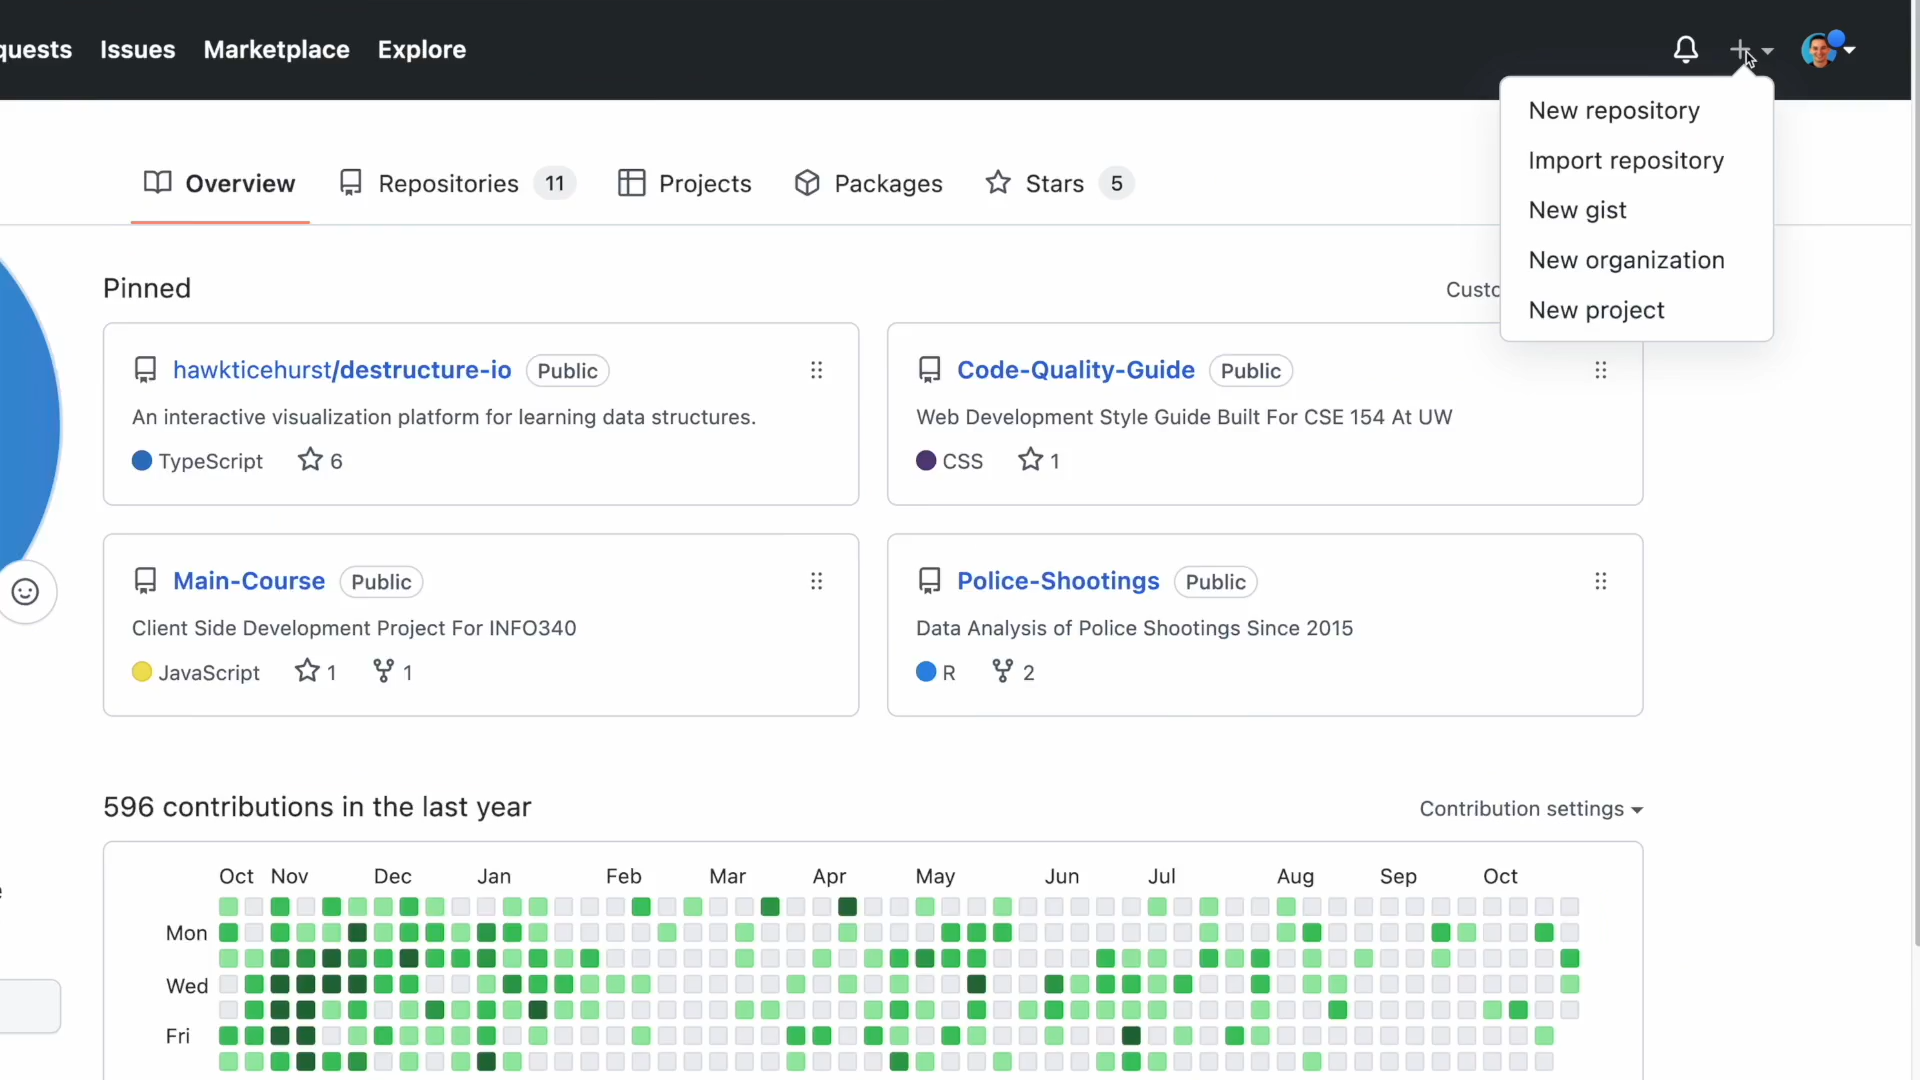 quests Issues Marketplace Explore
New repository
Import repository
New gist
New organization
New project
Overview Repositories 11 Projects Packages Stars 5
Pinned
Custo
hawkticehurst/destructure-io Public
An interactive visualization platform for learning data structures.
TypeScript 6
Code-Quality-Guide Public
Web Development Style Guide Built For CSE 154 At UW
CSS 1
Main-Course Public
Client Side Development Project For INFO340
JavaScript 1 1
Police-Shootings Public
Data Analysis of Police Shootings Since 2015
R 2
596 contributions in the last year
Contribution settings
Oct Nov Dec Jan Feb Mar Apr May Jun Jul Aug Sep Oct
Mon
Wed
Fri